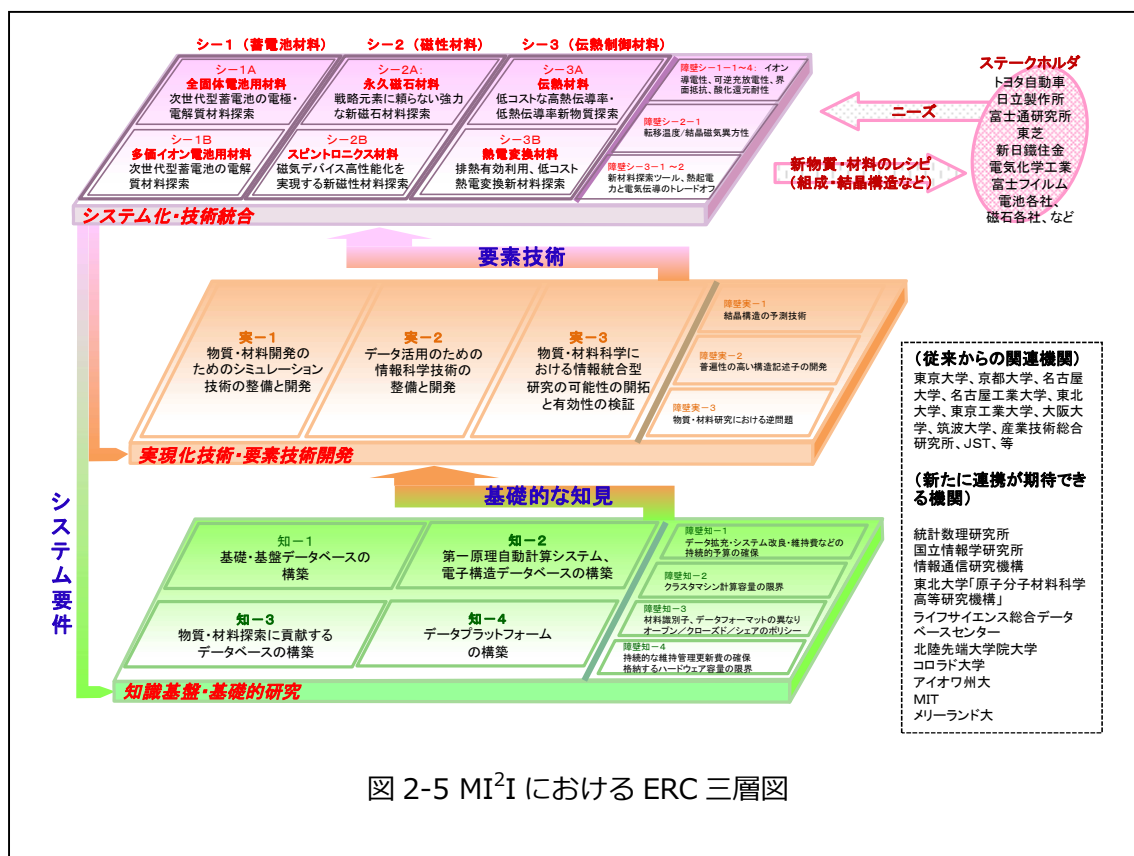 シー1（蓄電池材料）
シー2（磁性材料）
シー3（伝熱制御材料）
シー1A
全固体電池用材料
次世代型蓄電池の電極・
電解質材料探索
シー2A:
永久磁石材料
戦略元素に頼らない強力
な新磁石材料探索
シー3A
伝熱材料
低コストな高熱伝導率・
低熱伝導率新物質探索
障壁シー1－1～4: イオン
導電性、可逆充放電性、界
面抵抗、酸化還元耐性
シー1B
多価イオン電池用材料
次世代型蓄電池の電解
質材料探索
シー2B
スピントロニクス材料
磁気デバイス高性能化を
実現する新磁性材料探索
シー3B
熱電変換材料
排熱有効利用、低コスト
熱電変換新材料探索
障壁シー2－1
転移温度/結晶磁気異方性
障壁シー3－1～2
新材料探索ツール、熱起電
力と電気伝導のトレードオフ
システム化・技術統合
ニーズ
新物質・材料のレシピ
（組成・結晶構造など）
ステークホルダ
トヨタ自動車
日立製作所
富士通研究所
東芝
新日鐵住金
電気化学工業
富士フイルム
電池各社、
磁石各社、など
要素技術
実－1
物質・材料開発の
ためのシミュレーション
技術の整備と開発
実－2
データ活用のための
情報科学技術の
整備と開発
実－3
物質・材料科学に
おける情報統合型
研究の可能性の開拓
と有効性の検証
障壁実－1
結晶構造の予測技術
障壁実－2
普遍性の高い構造記述子の開発
障壁実－3
物質・材料研究における逆問題
実現化技術・要素技術開発
システム要件
基礎的な知見
知－1
基礎・基盤データベースの
構築
知－2
第一原理自動計算システム、
電子構造データベースの構築
知－3
物質・材料探索に貢献する
データベースの構築
知－4
データプラットフォーム
の構築
障壁知－1
データ拡充・システム改良・維持費などの
持続的予算の確保
障壁知－2
クラスタマシン計算容量の限界
障壁知－3
材料識別子、データフォーマットの異なり
オープン／クローズド／シェアのポリシー
障壁知－4
持続的な維持管理更新費の確保
格納するハードウェア容量の限界
知識基盤・基礎的研究
（従来からの関連機関）
東京大学、京都大学、名古屋
大学、名古屋工業大学、東北
大学、東京工業大学、大阪大
学、筑波大学、産業技術総合
研究所、JST、等
（新たに連携が期待でき
る機関）
統計数理研究所
国立情報学研究所
情報通信研究機構
東北大学「原子分子材料科学
高等研究機構」
ライフサイエンス総合データ
ベースセンター
北陸先端大学院大学
コロラド大学
アイオワ州大
MIT
メリーランド大
図 2-5 MI²I における ERC 三層図